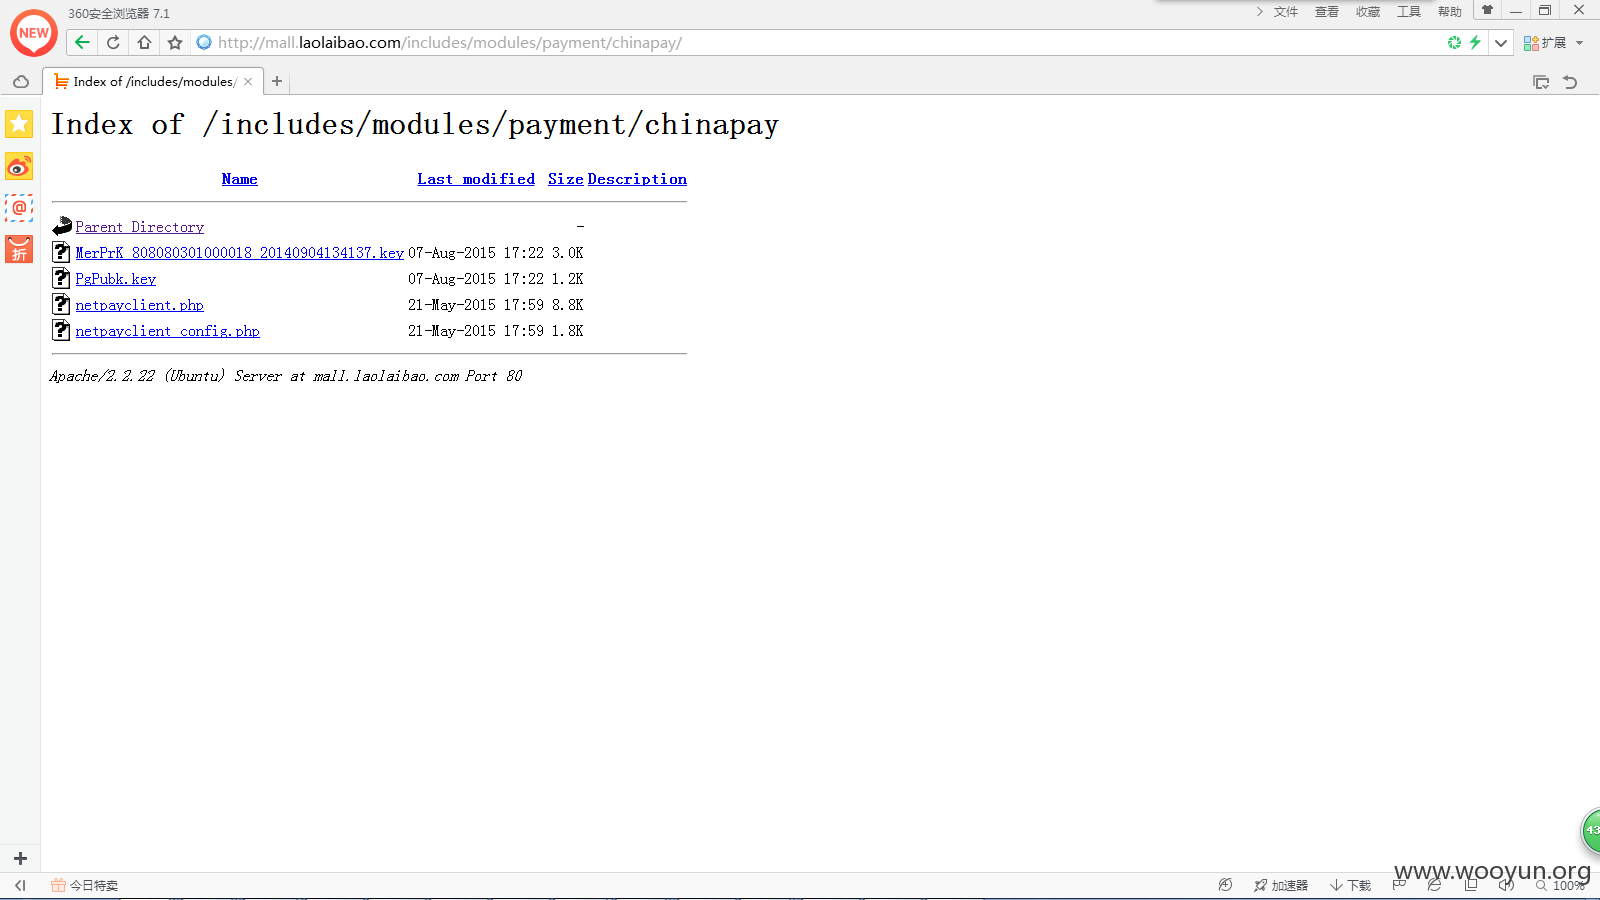 360安全浏览器 7.1
文件 查看 收藏 工具 帮助
NEW
http://mall.laolaibao.com/includes/modules/payment/chinapay/
扩展
Index of /includes/modules/
Index of /includes/modules/payment/chinapay
Name Last modified Size Description
Parent Directory -
MerPrK_808080301000018_20140904134137.key 07-Aug-2015 17:22 3.0K
PgPubk.key 07-Aug-2015 17:22 1.2K
netpayclient.php 21-May-2015 17:59 8.8K
netpayclient_config.php 21-May-2015 17:59 1.8K
Apache/2.2.22 (Ubuntu) Server at mall.laolaibao.com Port 80
折
43
www.wooyun.org
今日特卖
加速器 下载 100%